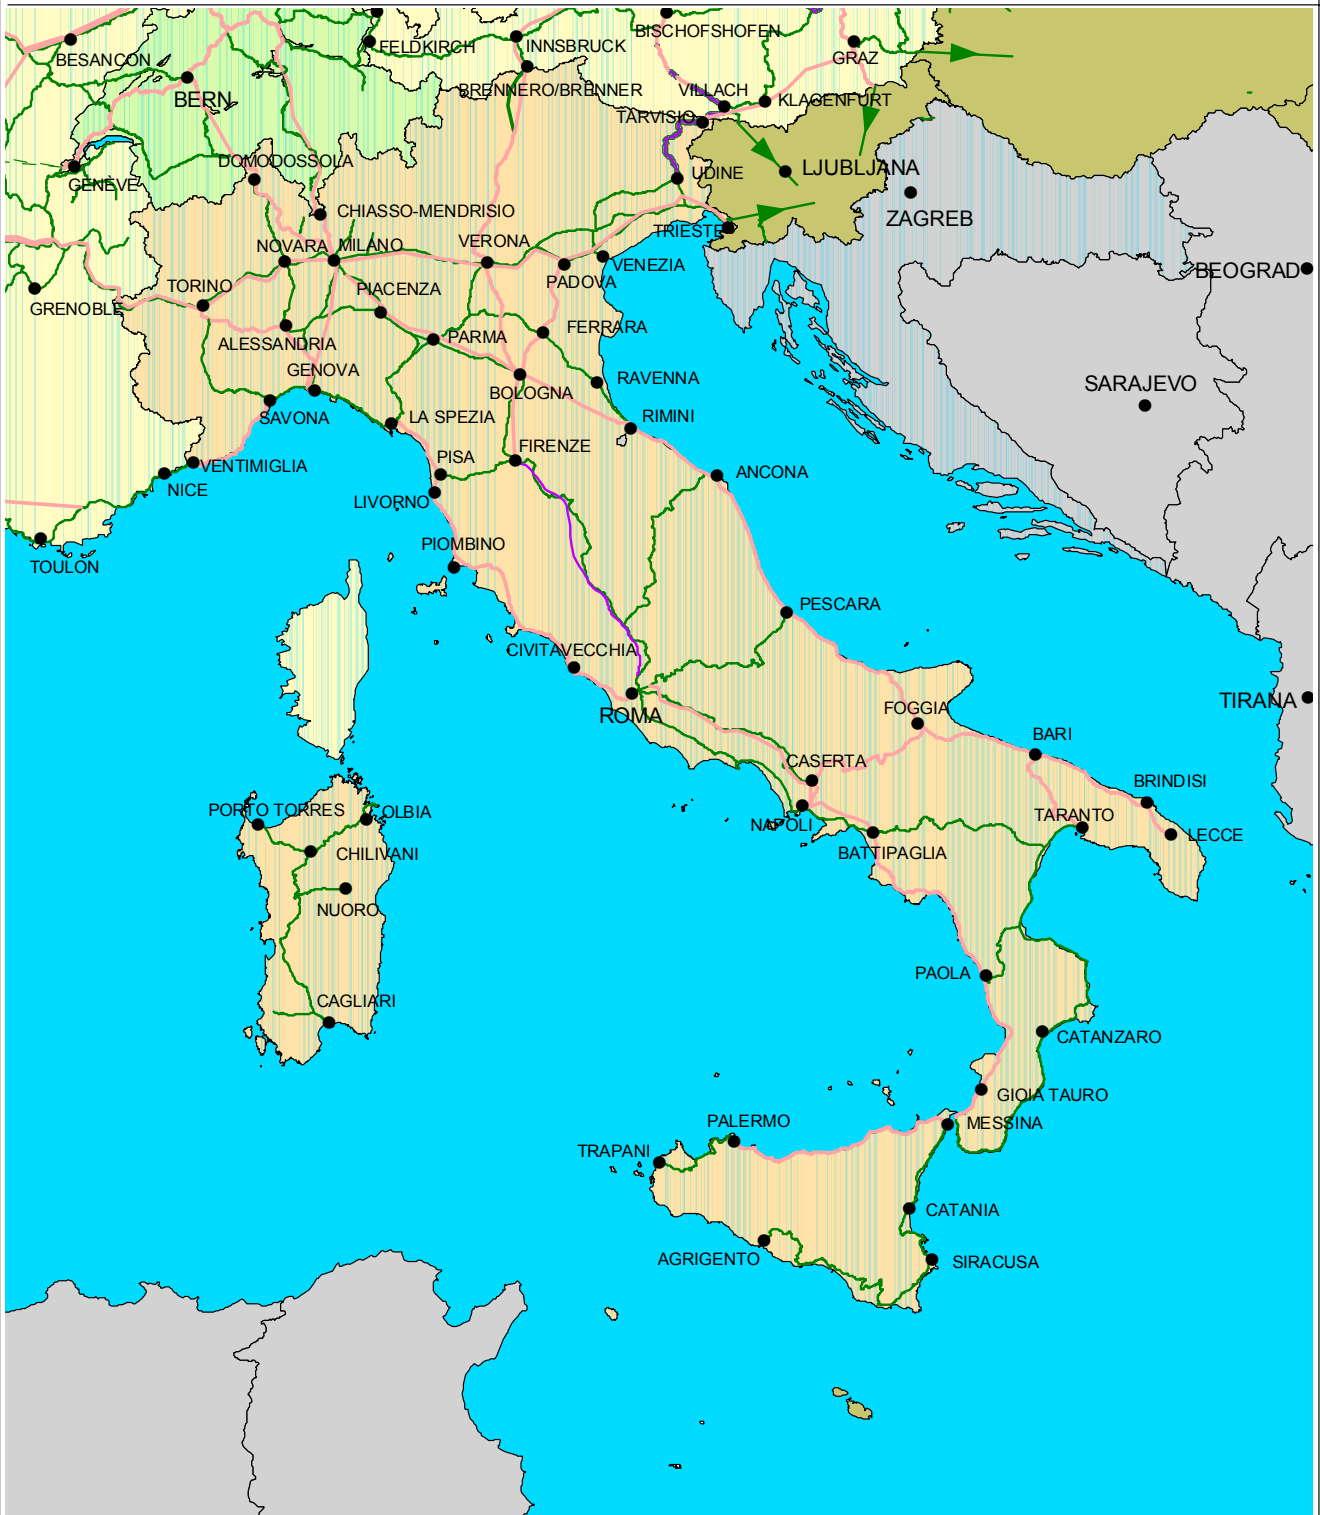 BISCHOFSHOFEN
FELDKIRCH
INNSBRUCK
BESANCON
GRAZ
BRENNERO/BRENNER
VILLACH
BERN
KLAGENFURT
TARVISIO
DOMODOSSOLA
LJUBLJANA
UDINE
GENÈVE
CHIASSO-MENDRISIO
ZAGREB
TRIESTE
NOVARA
MILANO
VERONA
VENEZIA
BEOGRAD
TORINO
PIACENZA
PADOVA
GRENOBLE
FERRARA
ALESSANDRIA
PARMA
GENOVA
RAVENNA
SARAJEVO
BOLOGNA
SAVONA
LA SPEZIA
RIMINI
FIRENZE
PISA
VENTIMIGLIA
ANCONA
NICE
LIVORNO
PIOMBINO
TOULON
PESCARA
CIVITAVECCHIA
TIRANA
ROMA
FOGGIA
BARI
CASERTA
BRINDISI
PORTO TORRES
OLBIA
NAPOLI
TARANTO
LECCE
CHILIVANI
BATTIPAGLIA
NUORO
PAOLA
CAGLIARI
CATANZARO
GIOIA TAURO
PALERMO
MESSINA
TRAPANI
CATANIA
AGRIGENTO
SIRACUSA